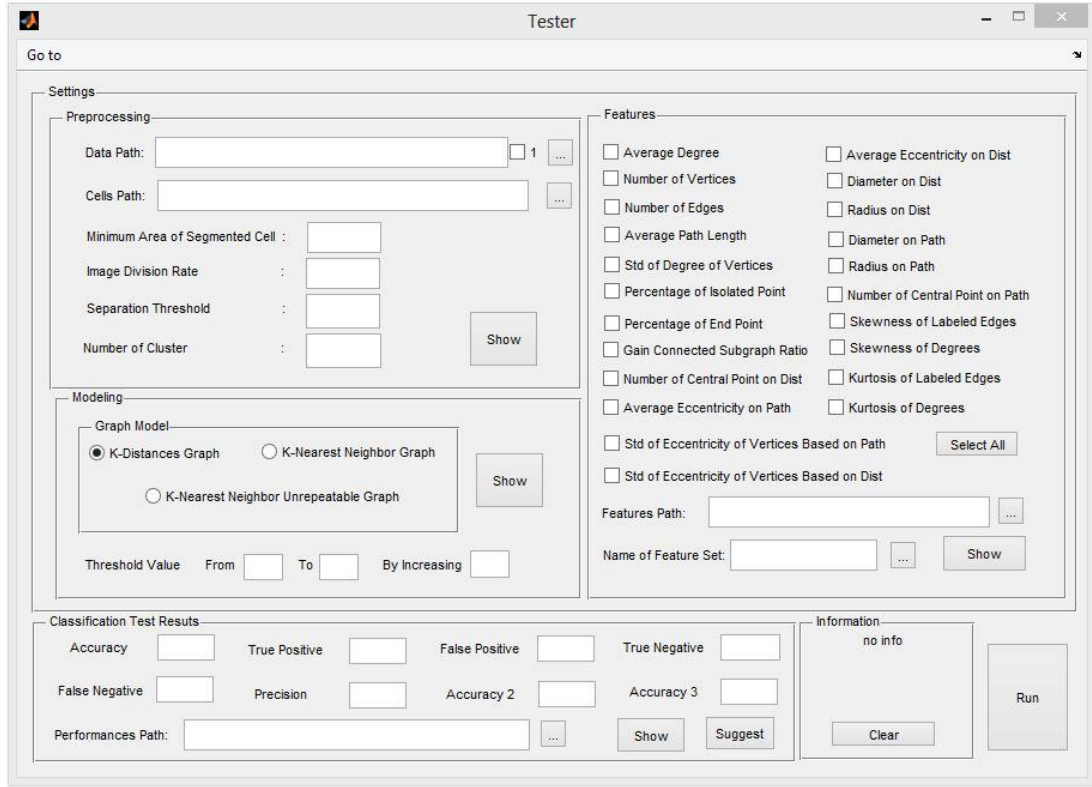 Tester
Go to
Settings
Preprocessing
Data Path: 1 ...
Cells Path: ...
Minimum Area of Segmented Cell :
Image Division Rate :
Separation Threshold :
Number of Cluster :
Show
Modeling
Graph Model
K-Distances Graph
K-Nearest Neighbor Graph
K-Nearest Neighbor Unrepeatable Graph
Show
Threshold Value From To By Increasing
Features
Average Degree
Number of Vertices
Number of Edges
Average Path Length
Std of Degree of Vertices
Percentage of Isolated Point
Percentage of End Point
Gain Connected Subgraph Ratio
Number of Central Point on Dist
Average Eccentricity on Path
Average Eccentricity on Dist
Diameter on Dist
Radius on Dist
Diameter on Path
Radius on Path
Number of Central Point on Path
Skewness of Labeled Edges
Skewness of Degrees
Kurtosis of Labeled Edges
Kurtosis of Degrees
Std of Eccentricity of Vertices Based on Path
Select All
Std of Eccentricity of Vertices Based on Dist
Features Path: ...
Name of Feature Set: ... Show
Classification Test Resuts
Accuracy True Positive False Positive True Negative
False Negative Precision Accuracy 2 Accuracy 3
Performances Path: ... Show Suggest
Information
no info
Clear
Run